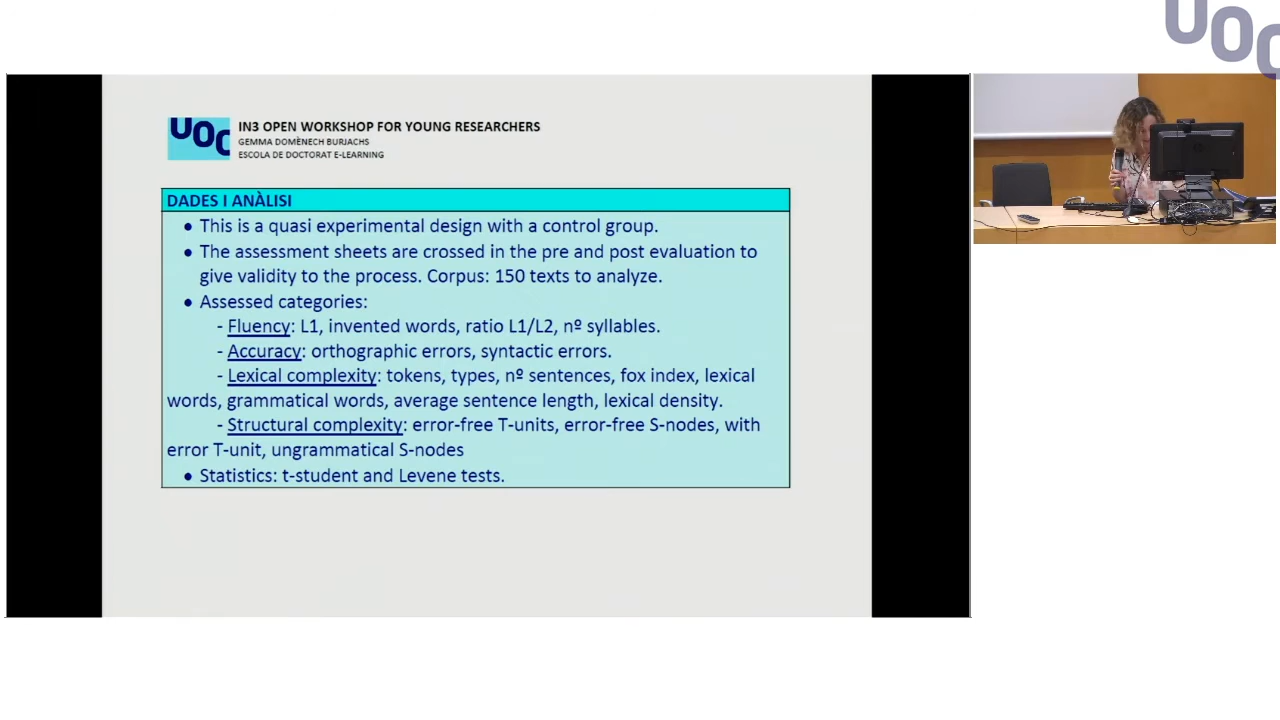 UOC
UOC
IN3 OPEN WORKSHOP FOR YOUNG RESEARCHERS
GEMMA DOMÈNECH BURJACHS
ESCOLA DE DOCTORAT E-LEARNING
DADES I ANÀLISI
• This is a quasi experimental design with a control group.
• The assessment sheets are crossed in the pre and post evaluation to
give validity to the process. Corpus: 150 texts to analyze.
• Assessed categories:
- Fluency: L1, invented words, ratio L1/L2, nº syllables.
- Accuracy: orthographic errors, syntactic errors.
- Lexical complexity: tokens, types, nº sentences, fox index, lexical
words, grammatical words, average sentence length, lexical density.
- Structural complexity: error-free T-units, error-free S-nodes, with
error T-unit, ungrammatical S-nodes
• Statistics: t-student and Levene tests.